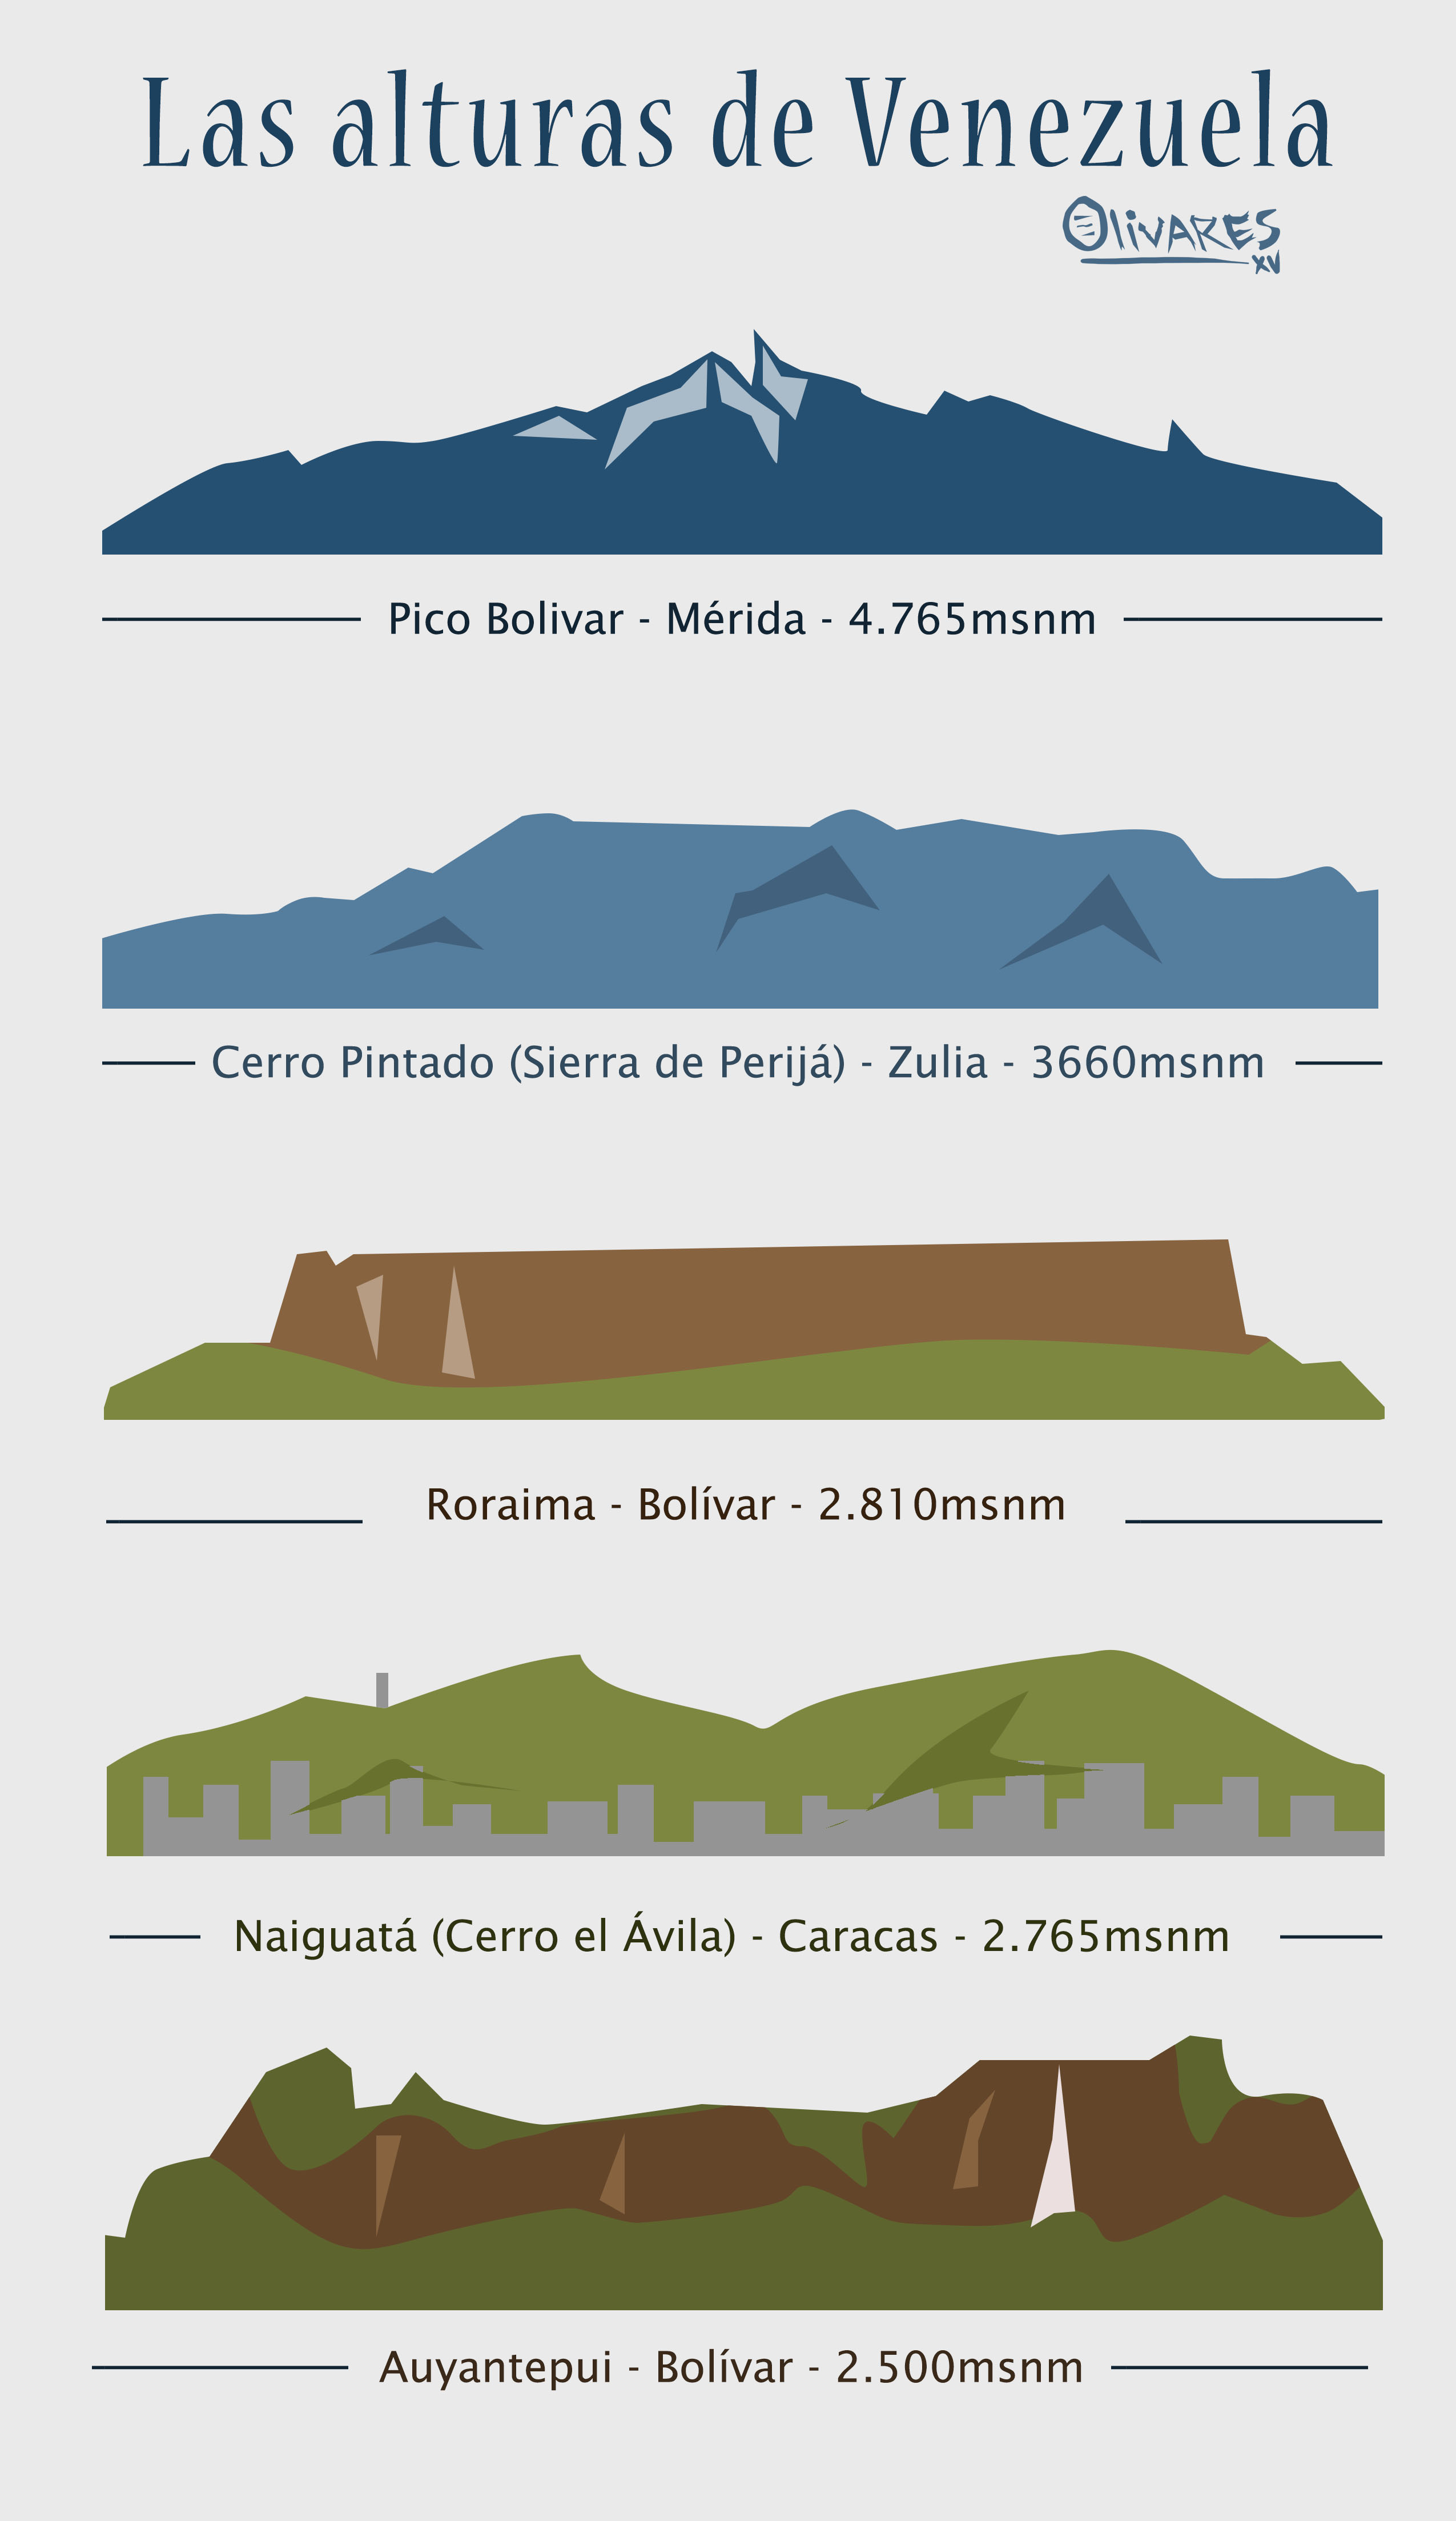 Las alturas de Venezuela
OliVARES
XV
Pico Bolivar - Mérida - 4.765msnm
Cerro Pintado (Sierra de Perijá) - Zulia - 3660msnm
Roraima - Bolívar - 2.810msnm
Naiguatá (Cerro el Ávila) - Caracas - 2.765msnm
Auyantepui - Bolívar - 2.500msnm